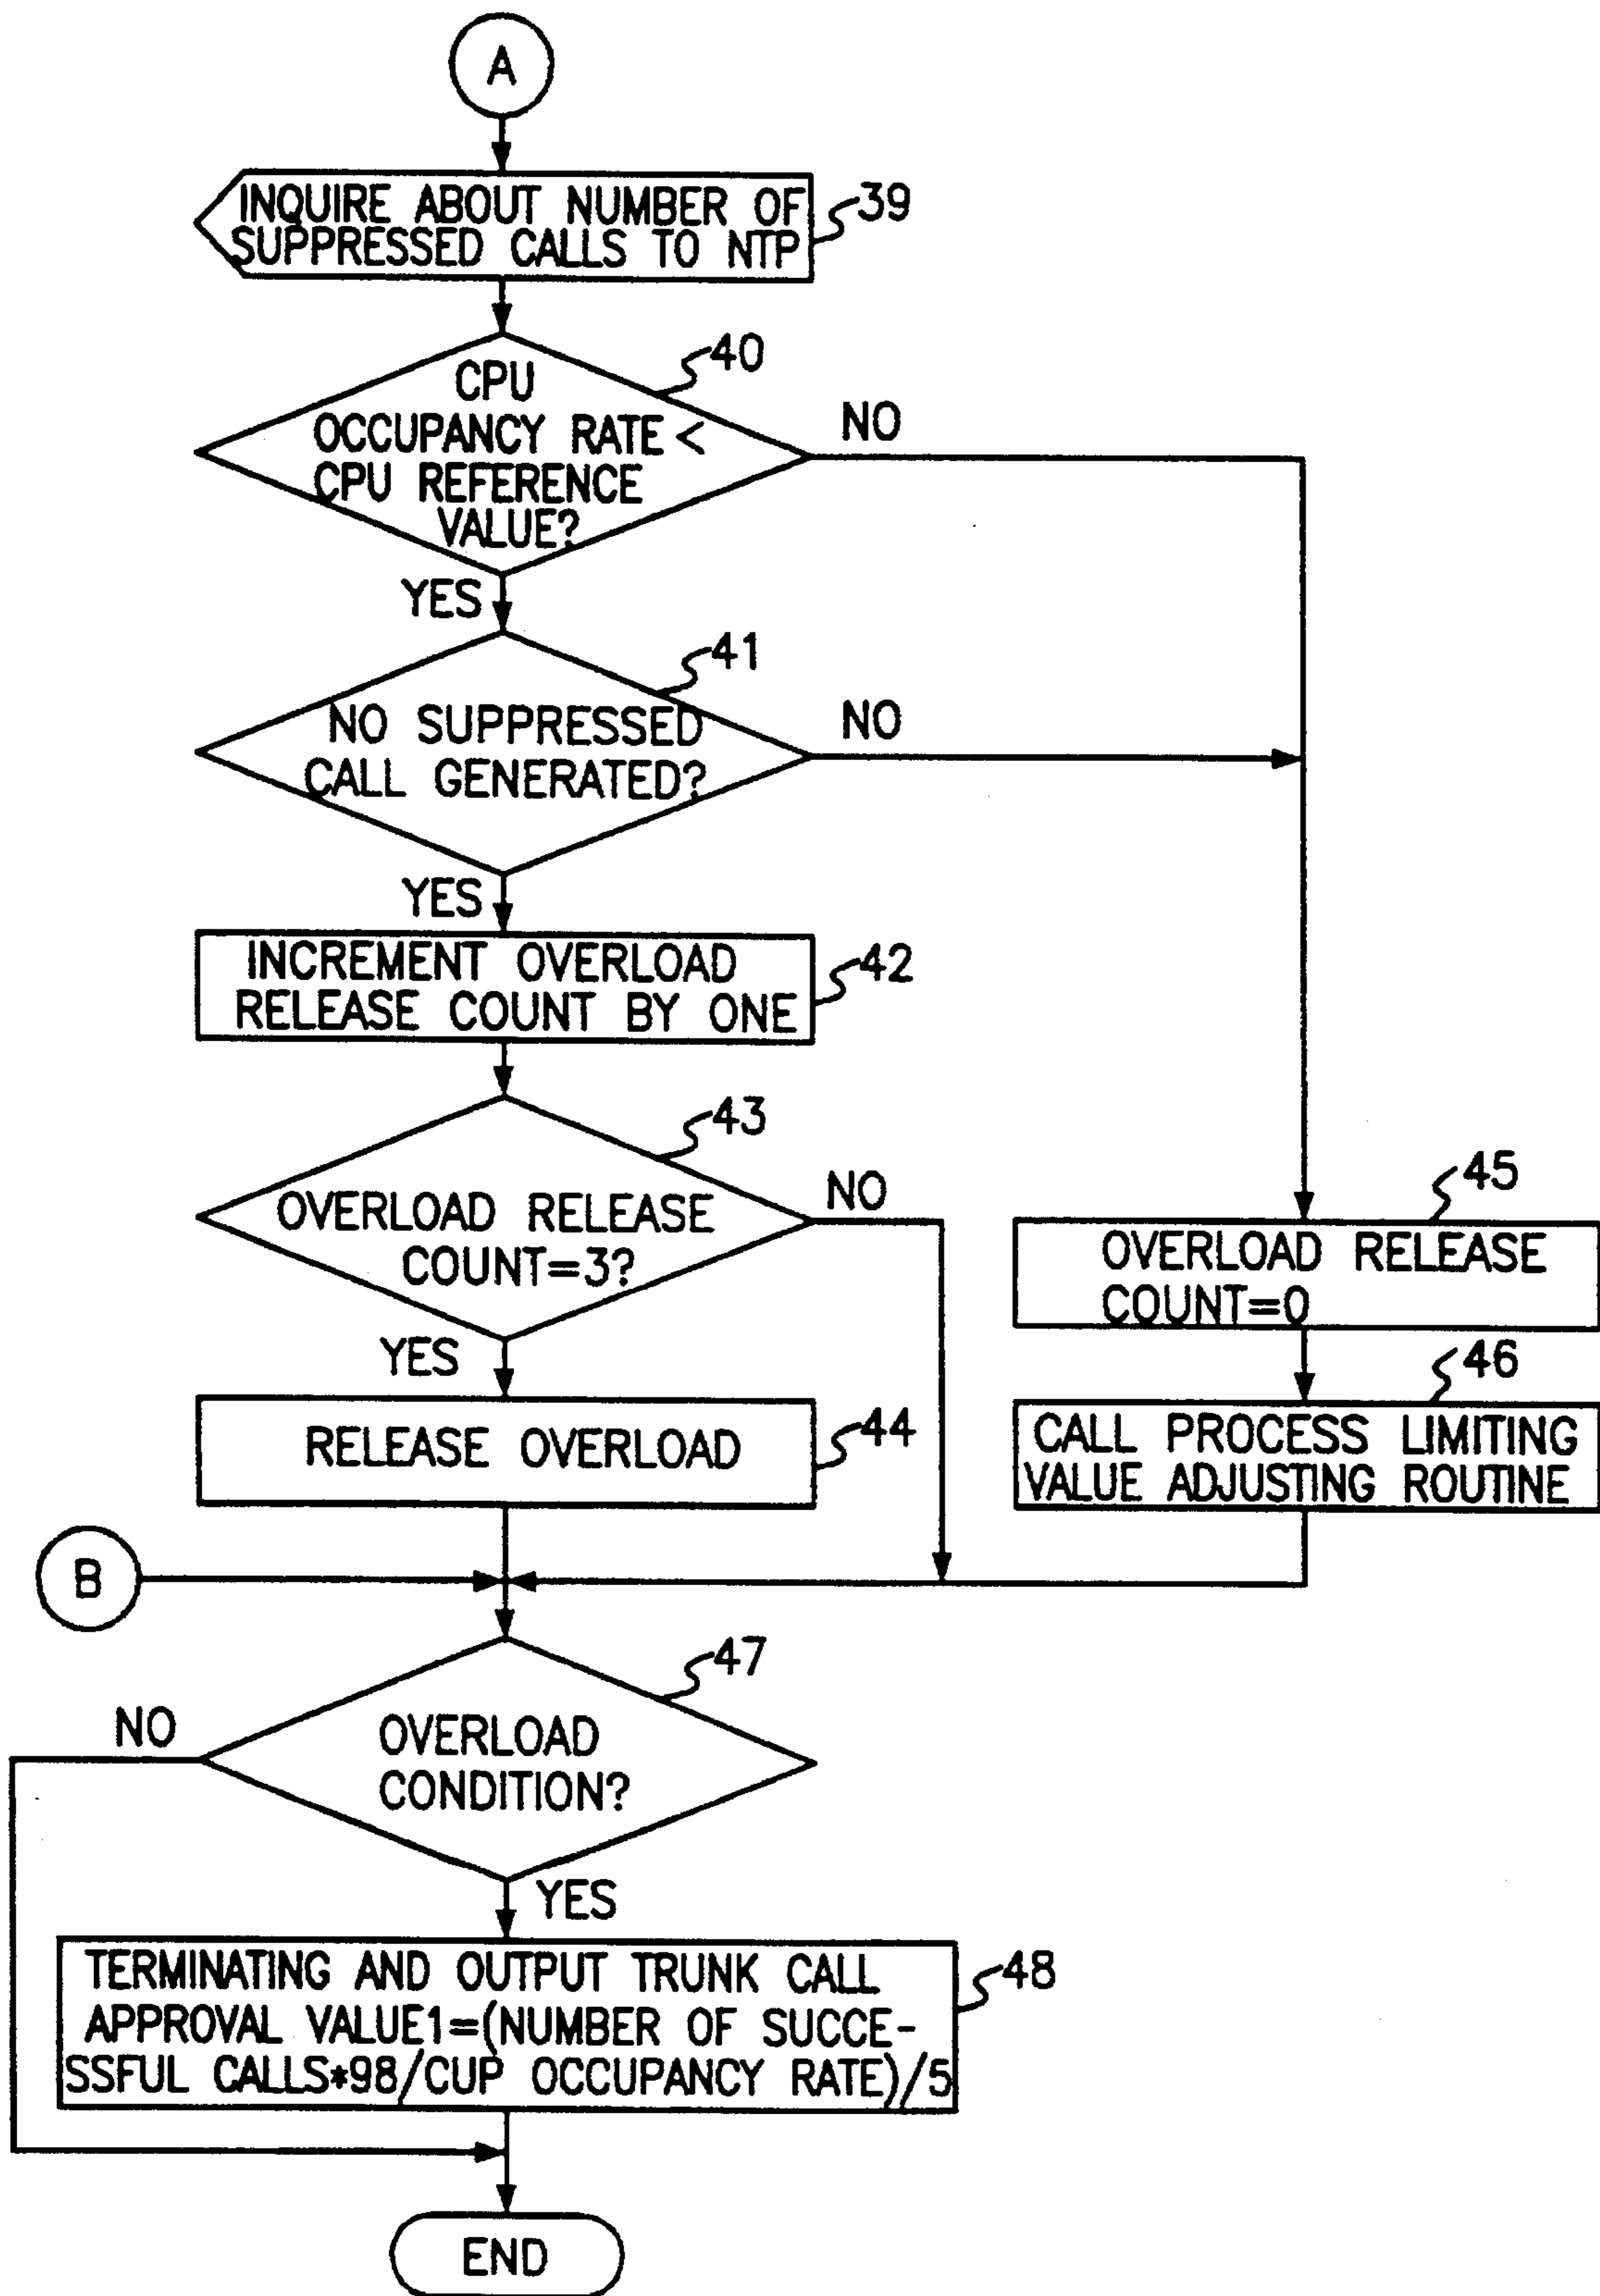 A
INQUIRE ABOUT NUMBER OF
SUPPRESSED CALLS TO NTP
39
40
CPU
OCCUPANCY RATE <
CPU REFERENCE
VALUE?
NO
YES
41
NO SUPPRESSED
CALL GENERATED?
NO
YES
INCREMENT OVERLOAD
RELEASE COUNT BY ONE
42
43
OVERLOAD RELEASE
COUNT=3?
NO
YES
45
OVERLOAD RELEASE
COUNT=0
46
CALL PROCESS LIMITING
VALUE ADJUSTING ROUTINE
RELEASE OVERLOAD
44
B
47
OVERLOAD
CONDITION?
NO
YES
TERMINATING AND OUTPUT TRUNK CALL
APPROVAL VALUE1=(NUMBER OF SUCCE-
SSFUL CALLS*98/CUP OCCUPANCY RATE)/5
48
END